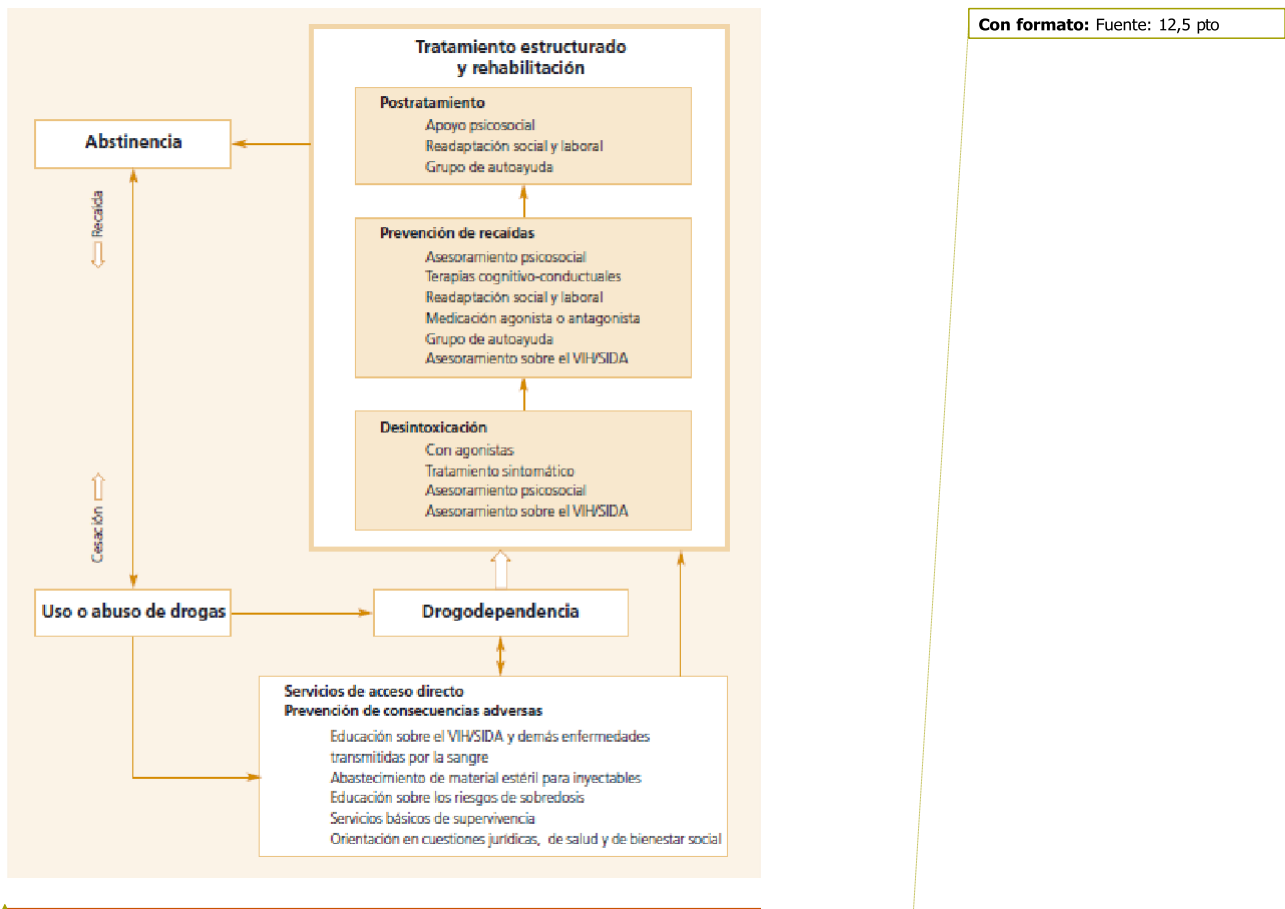 Con formato: Fuente: 12,5 pto
Tratamiento estructurado
y rehabilitación
Postratamiento
Apoyo psicosocial
Readaptación social y laboral
Grupo de autoayuda
Abstinencia
Recaída
Prevención de recaídas
Asesoramiento psicosocial
Terapias cognitivo-conductuales
Readaptación social y laboral
Medicación agonista o antagonista
Grupo de autoayuda
Asesoramiento sobre el VIH/SIDA
Desintoxicación
Con agonistas
Tratamiento sintomático
Asesoramiento psicosocial
Asesoramiento sobre el VIH/SIDA
Cesación
Uso o abuso de drogas
Drogodependencia
Servicios de acceso directo
Prevención de consecuencias adversas
Educación sobre el VIH/SIDA y demás enfermedades
transmitidas por la sangre
Abastecimiento de material estéril para inyectables
Educación sobre los riesgos de sobredosis
Servicios básicos de supervivencia
Orientación en cuestiones jurídicas, de salud y de bienestar social